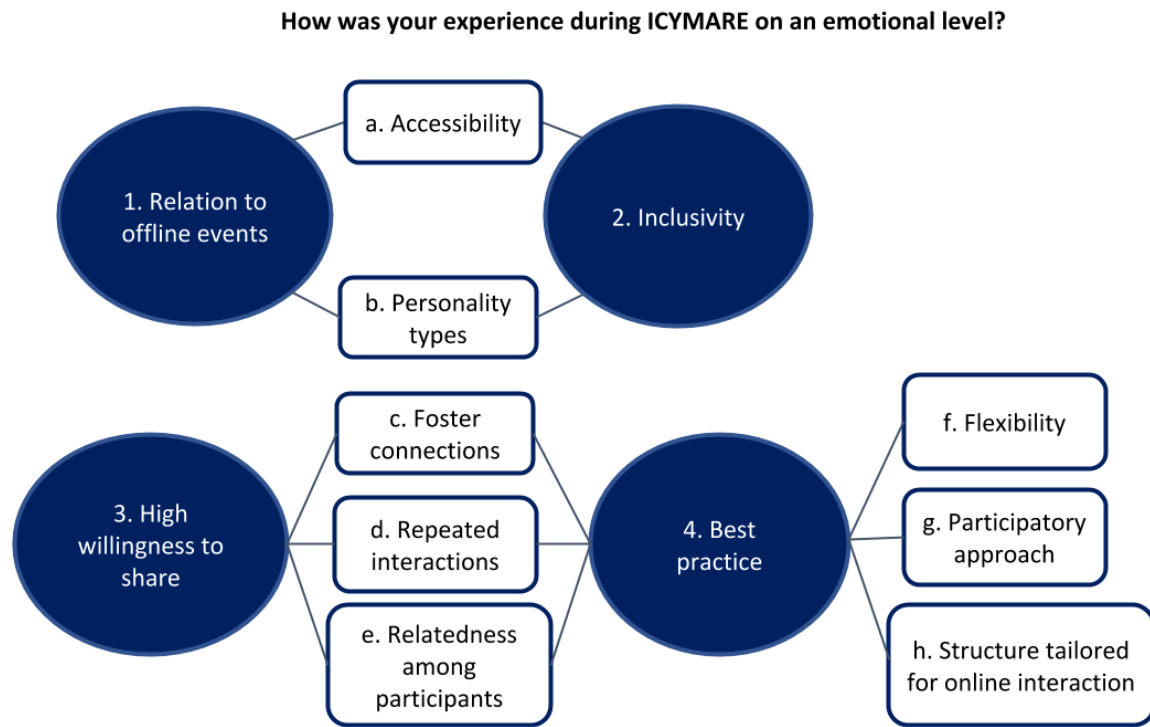 How was your experience during ICYMARE on an emotional level?
a. Accessibility
1. Relation to
offline events
2. Inclusivity
b. Personality
types
c. Foster
connections
f. Flexibility
3. High
willingness to
share
d. Repeated
interactions
4. Best
practice
g. Participatory
approach
e. Relatedness
among
participants
h. Structure tailored
for online interaction